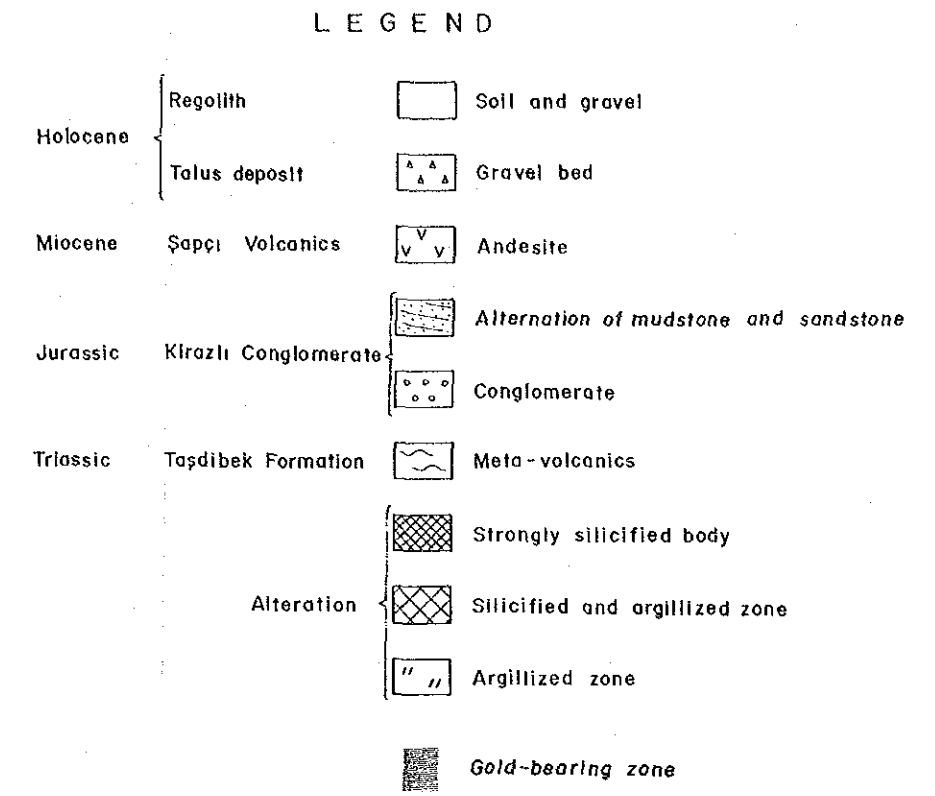 LEGEND
Regolith Soil and gravel
Holocene
Talus deposit Gravel bed
Miocene Şapçı Volcanics Andesite
Alternation of mudstone and sandstone
Jurassic Kirazlı Conglomerate
Conglomerate
Triassic Taşdibek Formation Meta-volcanics
Strongly silicified body
Alteration Silicified and argillized zone
Argillized zone
Gold-bearing zone